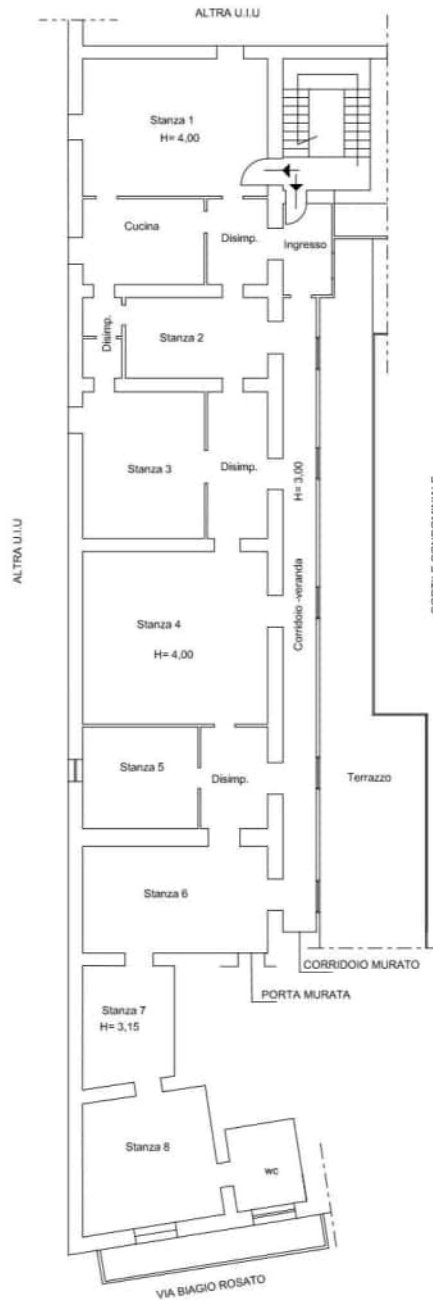 ALTRA U.I.U
Stanza 1
H= 4,00
Cucina
Disimp.
Ingresso
Disimp.
Stanza 2
Stanza 3
Disimp.
H= 3,00
ALTRA U.I.U
Corridoio -veranda
Stanza 4
H= 4,00
Stanza 5
Disimp.
Terrazzo
Stanza 6
CORRIDOIO MURATO
PORTA MURATA
Stanza 7
H= 3,15
Stanza 8
WC
VIA BIAGIO ROSATO